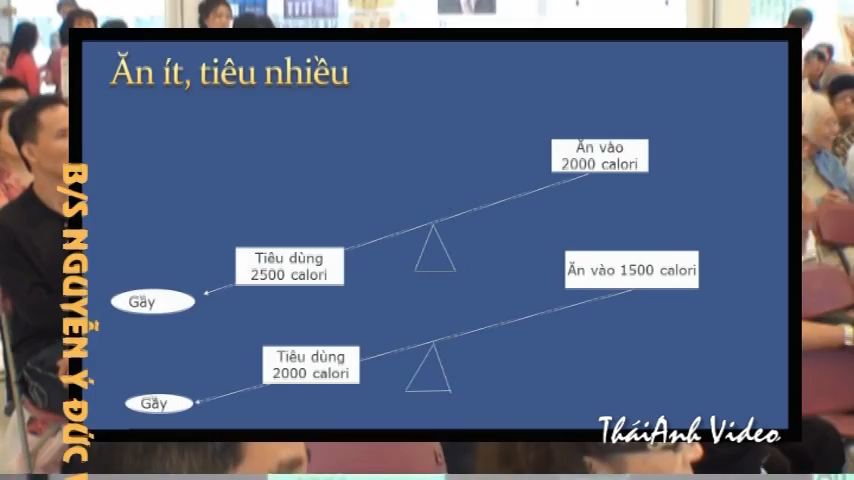 Ăn ít, tiêu nhiều
Ăn vào
2000 calori
Tiêu dùng
2500 calori
Gầy
Ăn vào 1500 calori
Tiêu dùng
2000 calori
Gầy
B/S NGUYỄN Ý ĐỨC
TháiAnh Video